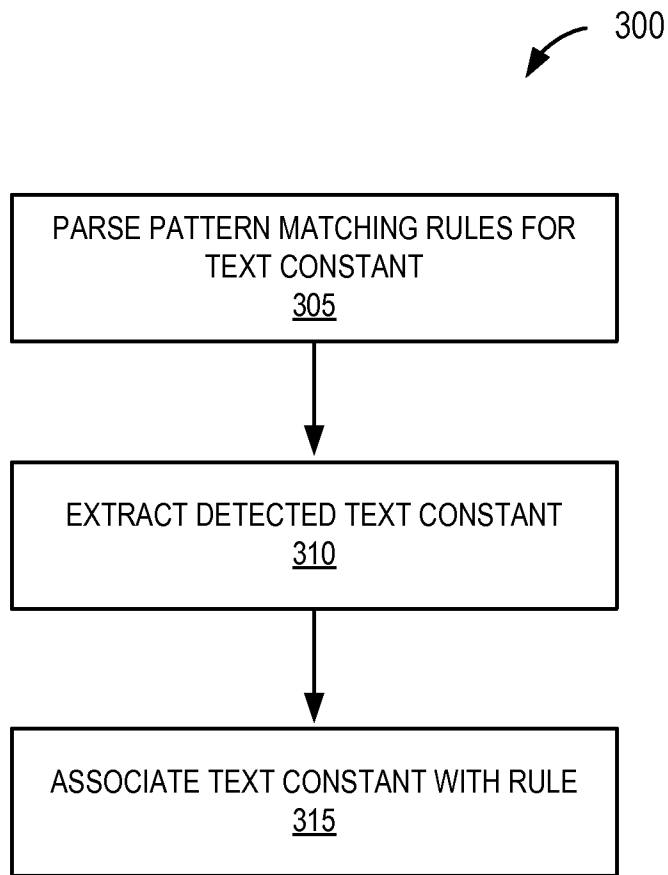 300
PARSE PATTERN MATCHING RULES FOR
TEXT CONSTANT
305
EXTRACT DETECTED TEXT CONSTANT
310
ASSOCIATE TEXT CONSTANT WITH RULE
315